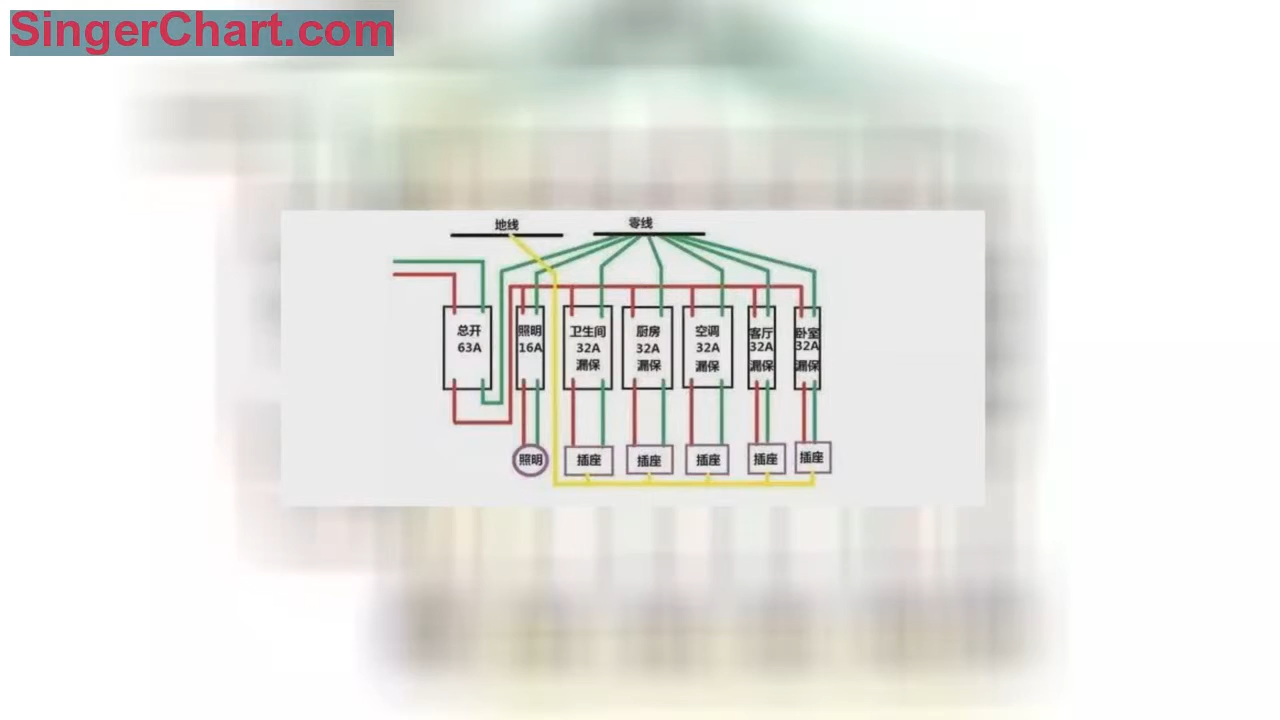 SingerChart.com
地线
零线
总开
63A
照明
16A
卫生间
32A
漏保
厨房
32A
漏保
空调
32A
漏保
客厅
32A
漏保
卧室
32A
漏保
照明
插座
插座
插座
插座
插座